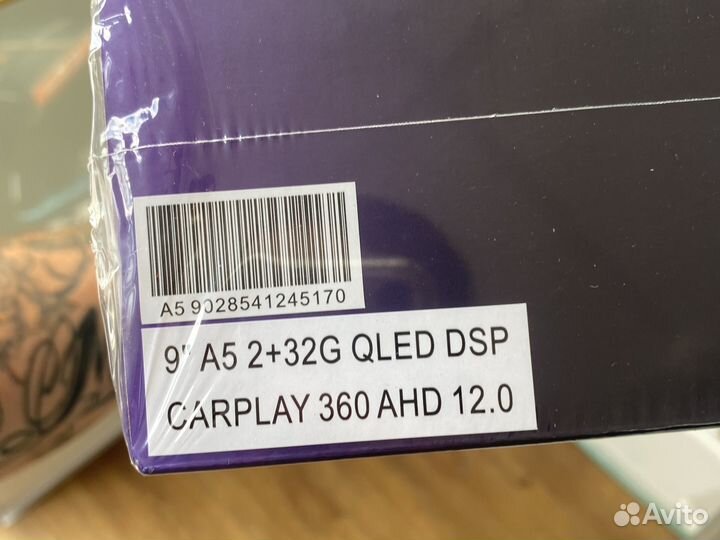 A5 9028541245170
9" A5 2+32G QLED DSP
CARPLAY 360 AHD 12.0
Avito